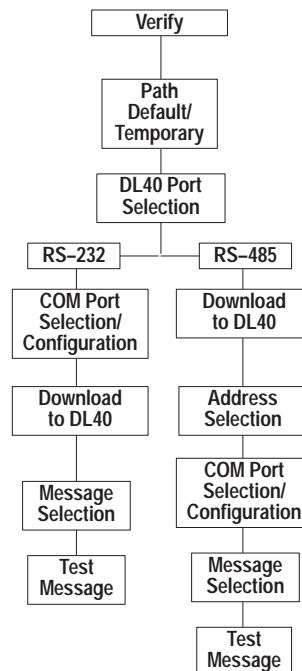 Verify
Path
Default/
Temporary
DL40 Port
Selection
RS–232
RS–485
COM Port
Selection/
Configuration
Download
to DL40
Message
Selection
Test
Message
Download
to DL40
Address
Selection
COM Port
Selection/
Configuration
Message
Selection
Test
Message